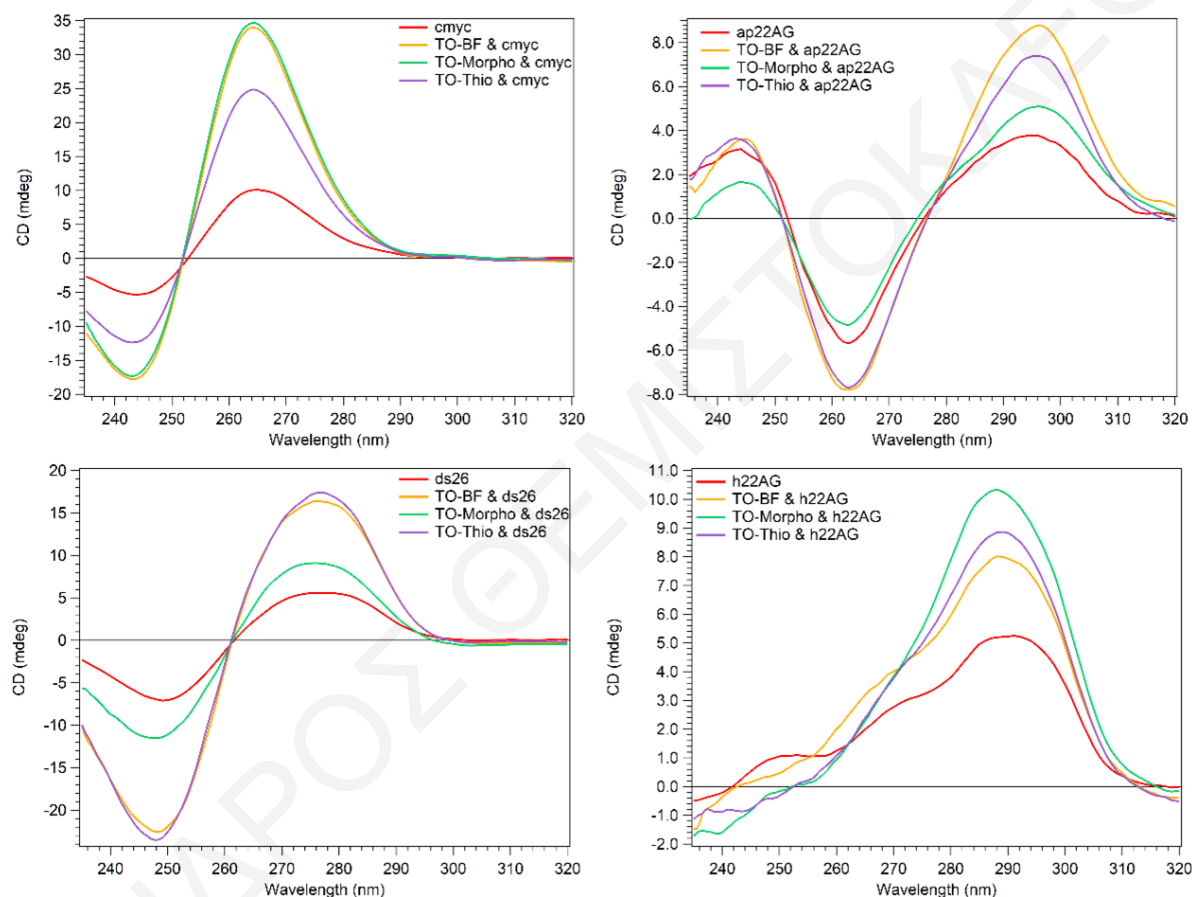 35
30
25
20
15
10
5
0
-5
-10
-15
-20
CD (mdeg)
cmyc
TO-BF & cmyc
TO-Morpho & cmyc
TO-Thio & cmyc
240 250 260 270 280 290 300 310 320
Wavelength (nm)
8.0
6.0
4.0
2.0
0.0
-2.0
-4.0
-6.0
-8.0
CD (mdeg)
ap22AG
TO-BF & ap22AG
TO-Morpho & ap22AG
TO-Thio & ap22AG
240 250 260 270 280 290 300 310 320
Wavelength (nm)
20
15
10
5
0
-5
-10
-15
-20
CD (mdeg)
ds26
TO-BF & ds26
TO-Morpho & ds26
TO-Thio & ds26
240 250 260 270 280 290 300 310 320
Wavelength (nm)
11.0
10.0
9.0
8.0
7.0
6.0
5.0
4.0
3.0
2.0
1.0
0.0
-1.0
-2.0
CD (mdeg)
h22AG
TO-BF & h22AG
TO-Morpho & h22AG
TO-Thio & h22AG
240 250 260 270 280 290 300 310 320
Wavelength (nm)
ΘΕΜΙΣΤΟΚΛΕΟ